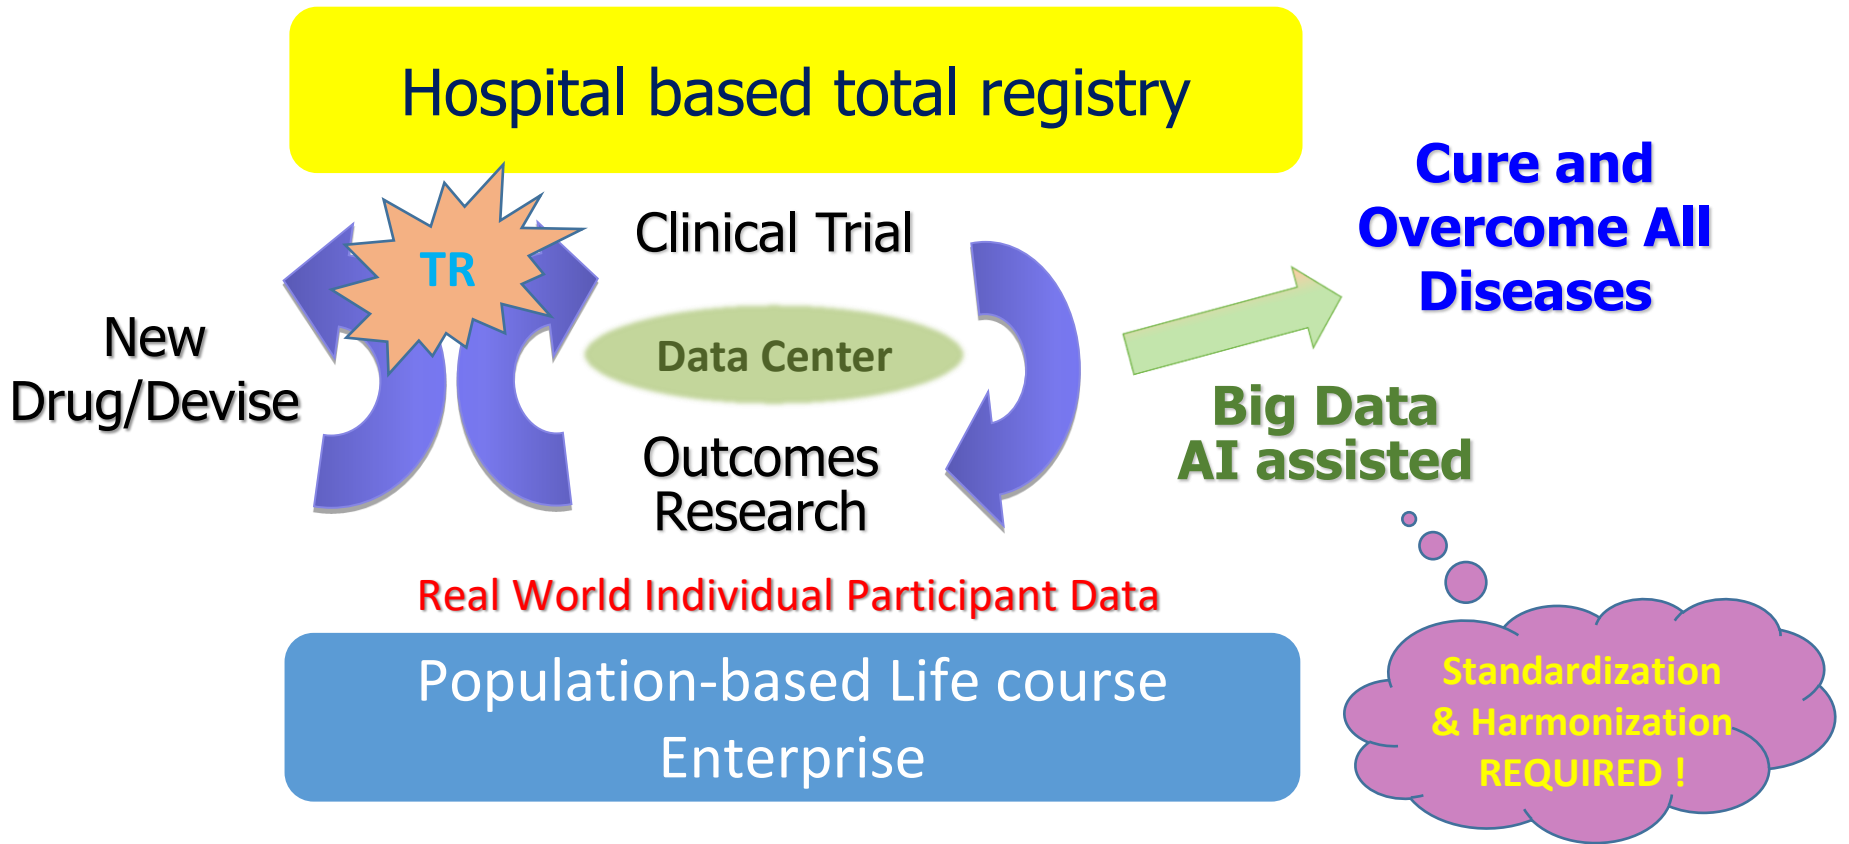 Hospital based total registry
TR
Clinical Trial
New
Drug/Devise
Data Center
Outcomes
Research
Cure and
Overcome All
Diseases
Big Data
AI assisted
Real World Individual Participant Data
Population-based Life course
Enterprise
Standardization
& Harmonization
REQUIRED !